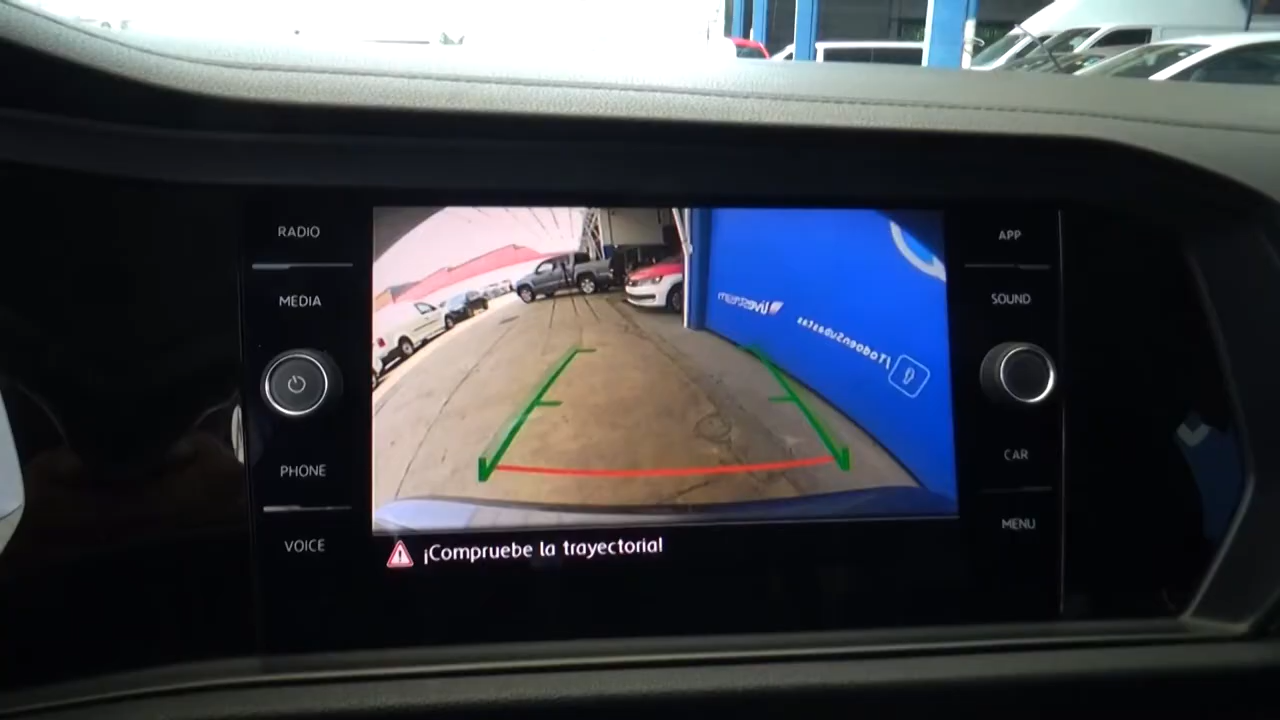 RADIO
MEDIA
PHONE
VOICE
APP
SOUND
CAR
MENU
¡Compruebe la trayectoria!